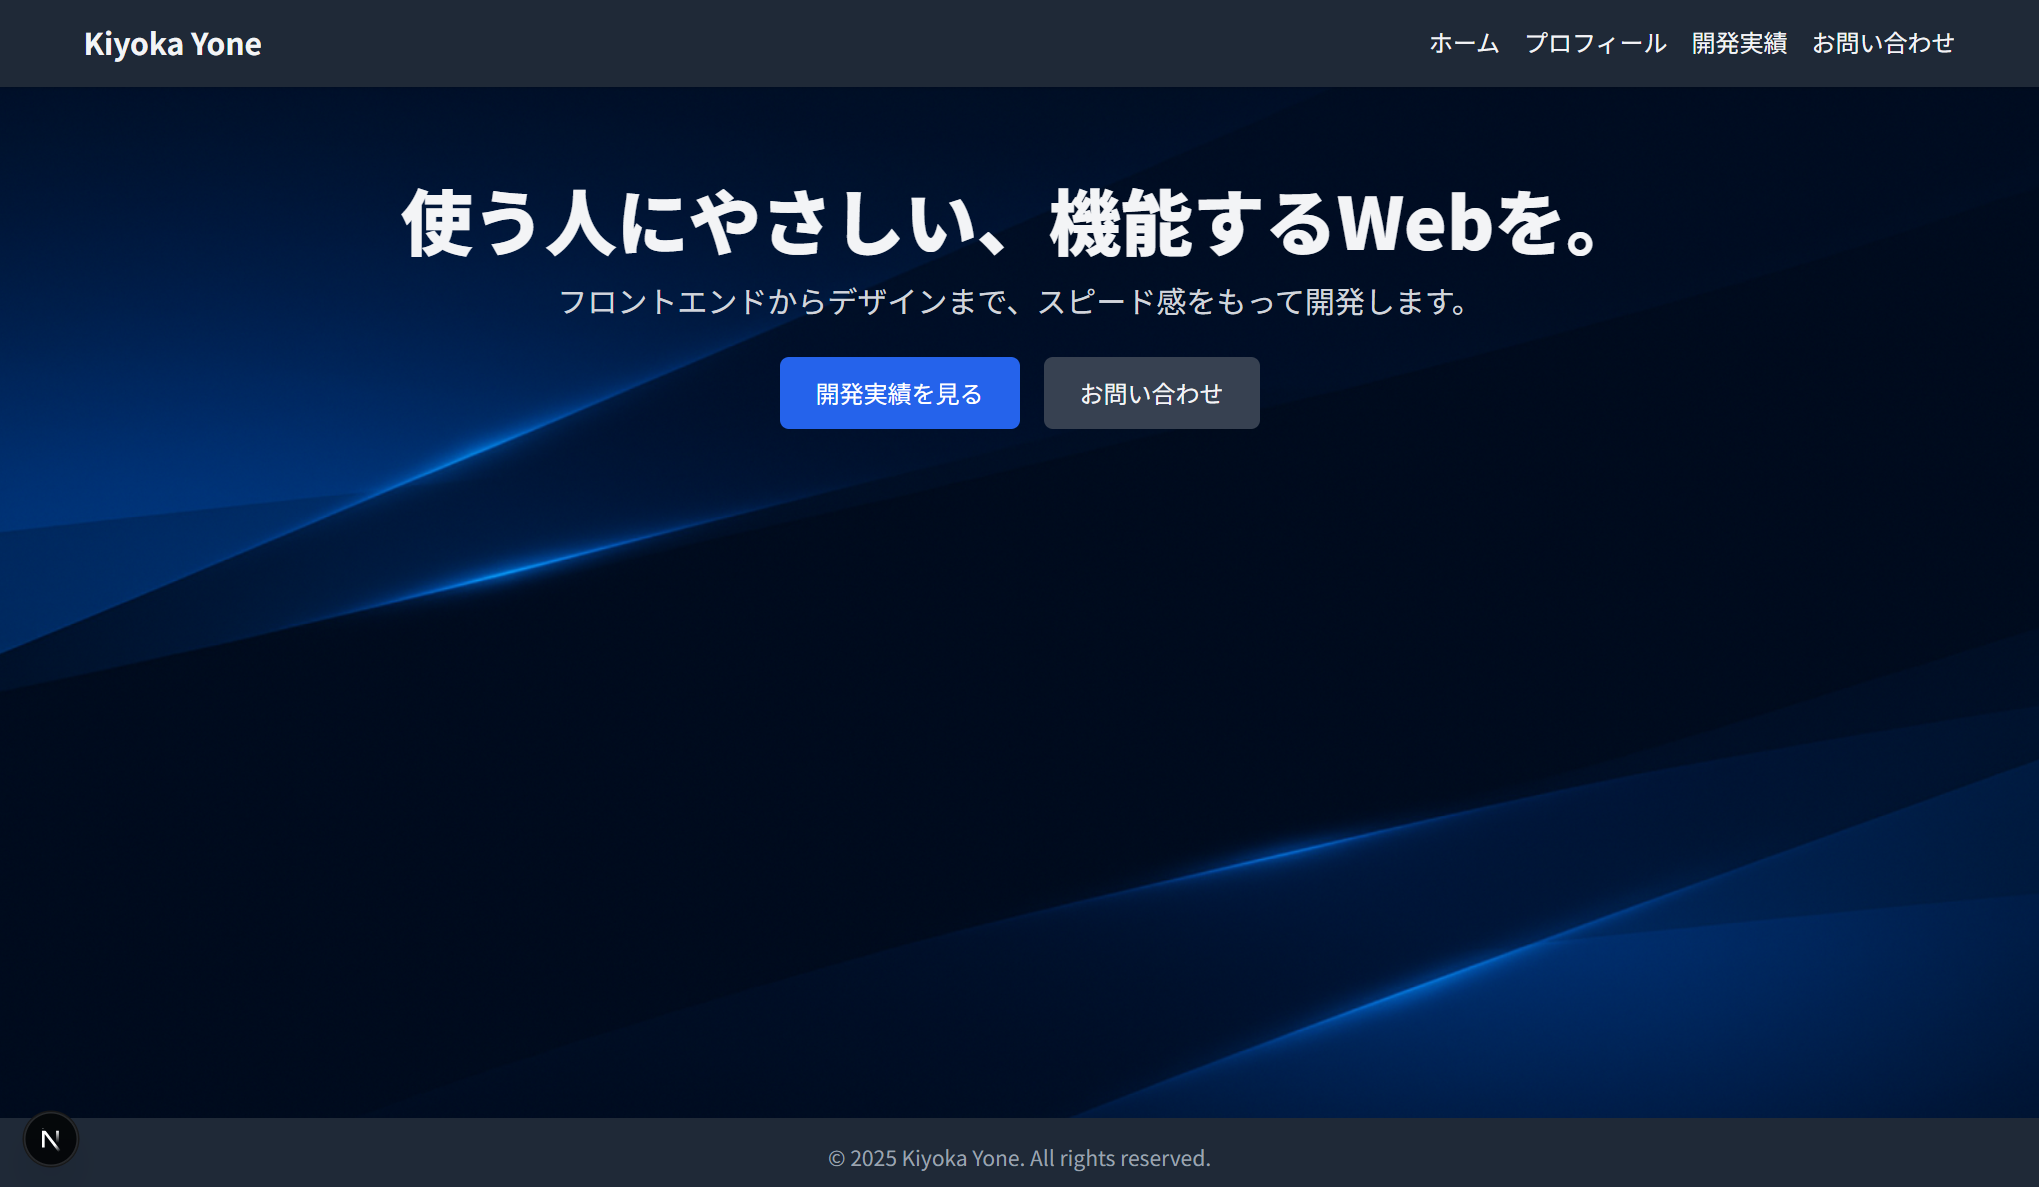 Kiyoka Yone
ホーム プロフィール 開発実績 お問い合わせ
使う人にやさしい、機能するWebを。
フロントエンドからデザインまで、スピード感をもって開発します。
開発実績を見る お問い合わせ
N
© 2025 Kiyoka Yone. All rights reserved.